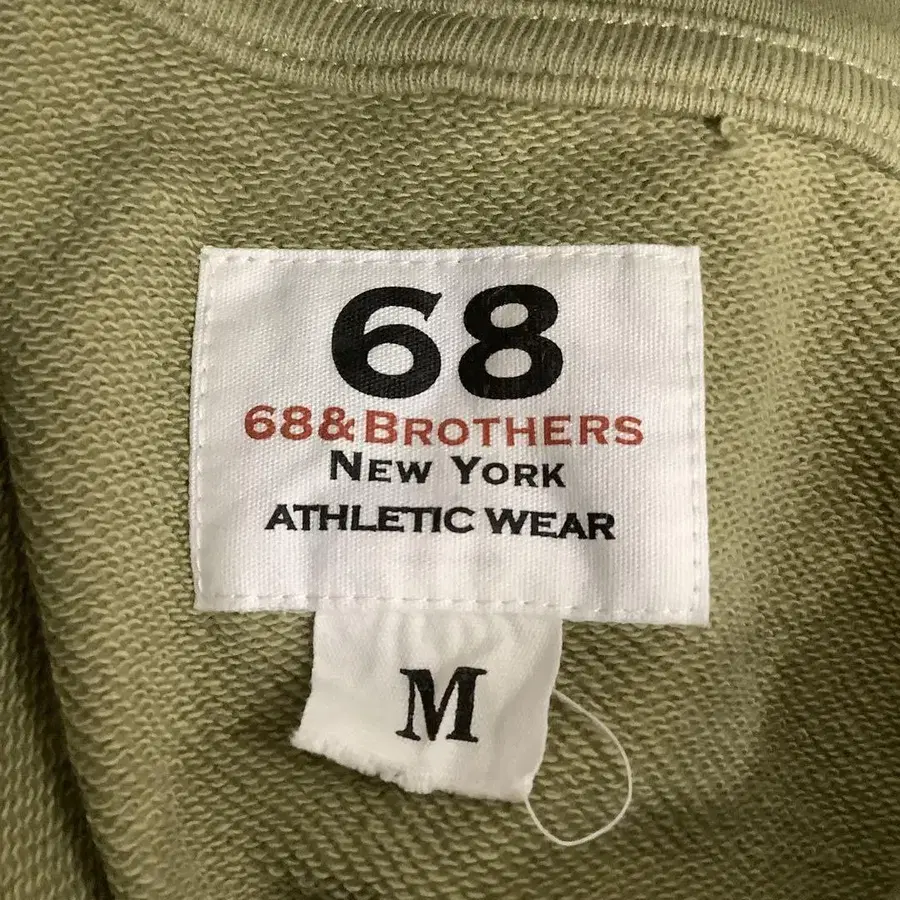 68
68&BROTHERS
NEW YORK
ATHLETIC WEAR
M